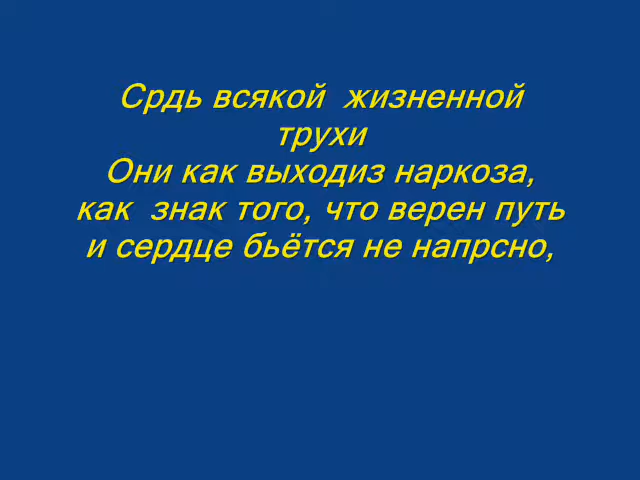 Срдь всякой  жизненной
трухи
Они как выходиз наркоза,
как  знак того, что верен путь
и сердце бьётся не напрсно,